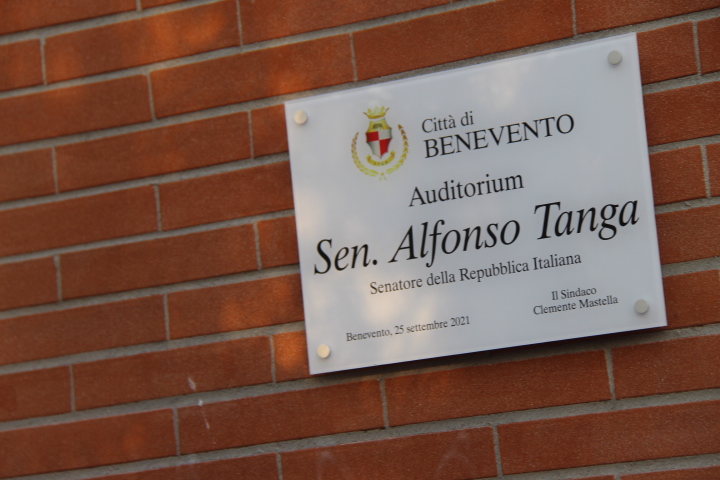 Città di
BENEVENTO
Auditorium
Sen. Alfonso Tanga
Senatore della Repubblica Italiana
Il Sindaco
Clemente Mastella
Benevento, 25 settembre 2021